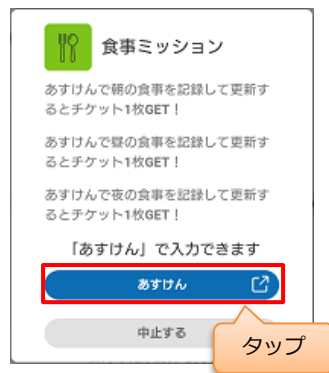 食事ミッション
あすけんで朝の食事を記録して更新す
るとチケット1枚GET！
あすけんで昼の食事を記録して更新す
るとチケット1枚GET！
あすけんで夜の食事を記録して更新す
るとチケット1枚GET！
「あすけん」で入力できます
あすけん
中止する
タップ